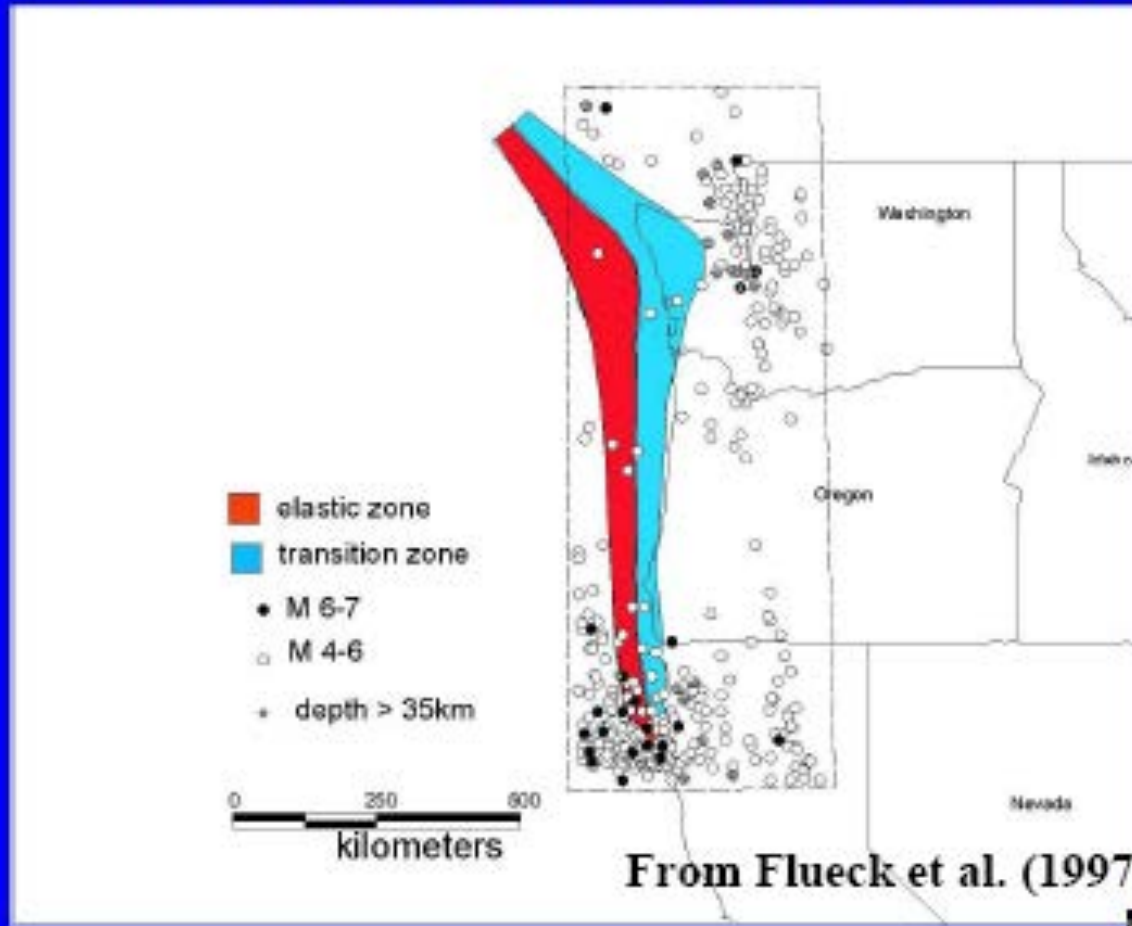 Washington
Oregon
elastic zone
transition zone
M 6-7
M 4-6
depth > 35km
0 250 500
kilometers
Nevada
From Flueck et al. (1997